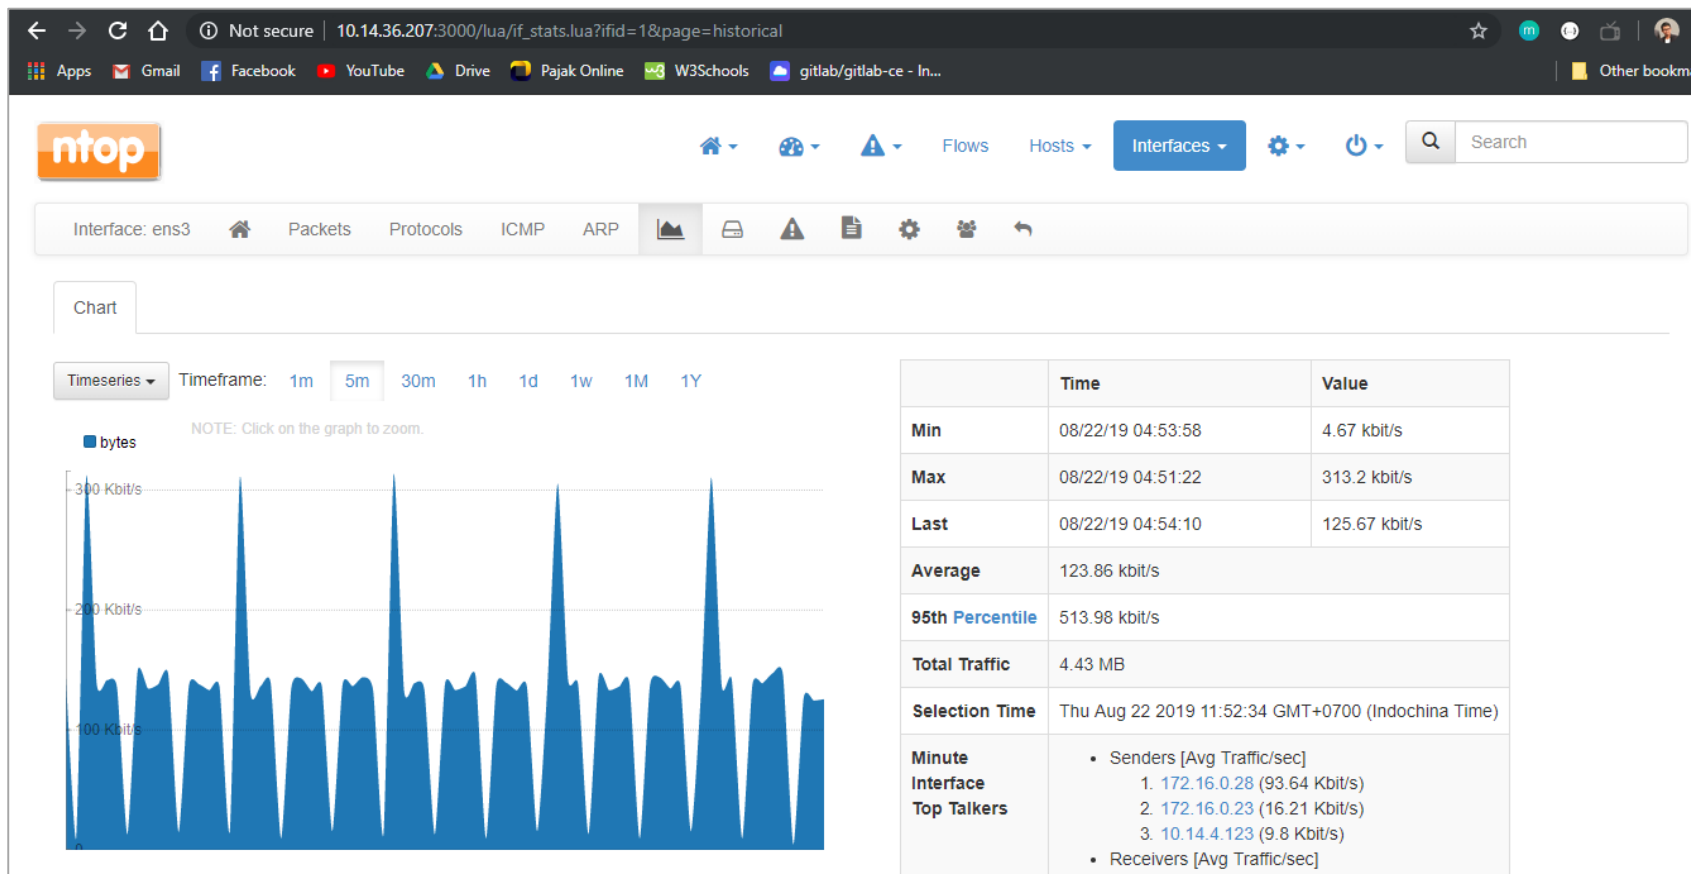 Not secure | 10.14.36.207:3000/lua/if_stats.lua?ifid=1&page=historical
Apps Gmail Facebook YouTube Drive Pajak Online W3Schools gitlab/gitlab-ce - In... Other bookm
ntop
Flows Hosts Interfaces Search
Interface: ens3 Packets Protocols ICMP ARP
Chart
Timeseries Timeframe: 1m 5m 30m 1h 1d 1w 1M 1Y
NOTE: Click on the graph to zoom.
bytes
300 Kbit/s
200 Kbit/s
100 Kbit/s
0
Time Value
Min 08/22/19 04:53:58 4.67 kbit/s
Max 08/22/19 04:51:22 313.2 kbit/s
Last 08/22/19 04:54:10 125.67 kbit/s
Average 123.86 kbit/s
95th Percentile 513.98 kbit/s
Total Traffic 4.43 MB
Selection Time Thu Aug 22 2019 11:52:34 GMT+0700 (Indochina Time)
Minute Interface Top Talkers
• Senders [Avg Traffic/sec]
1. 172.16.0.28 (93.64 Kbit/s)
2. 172.16.0.23 (16.21 Kbit/s)
3. 10.14.4.123 (9.8 Kbit/s)
• Receivers [Avg Traffic/sec]